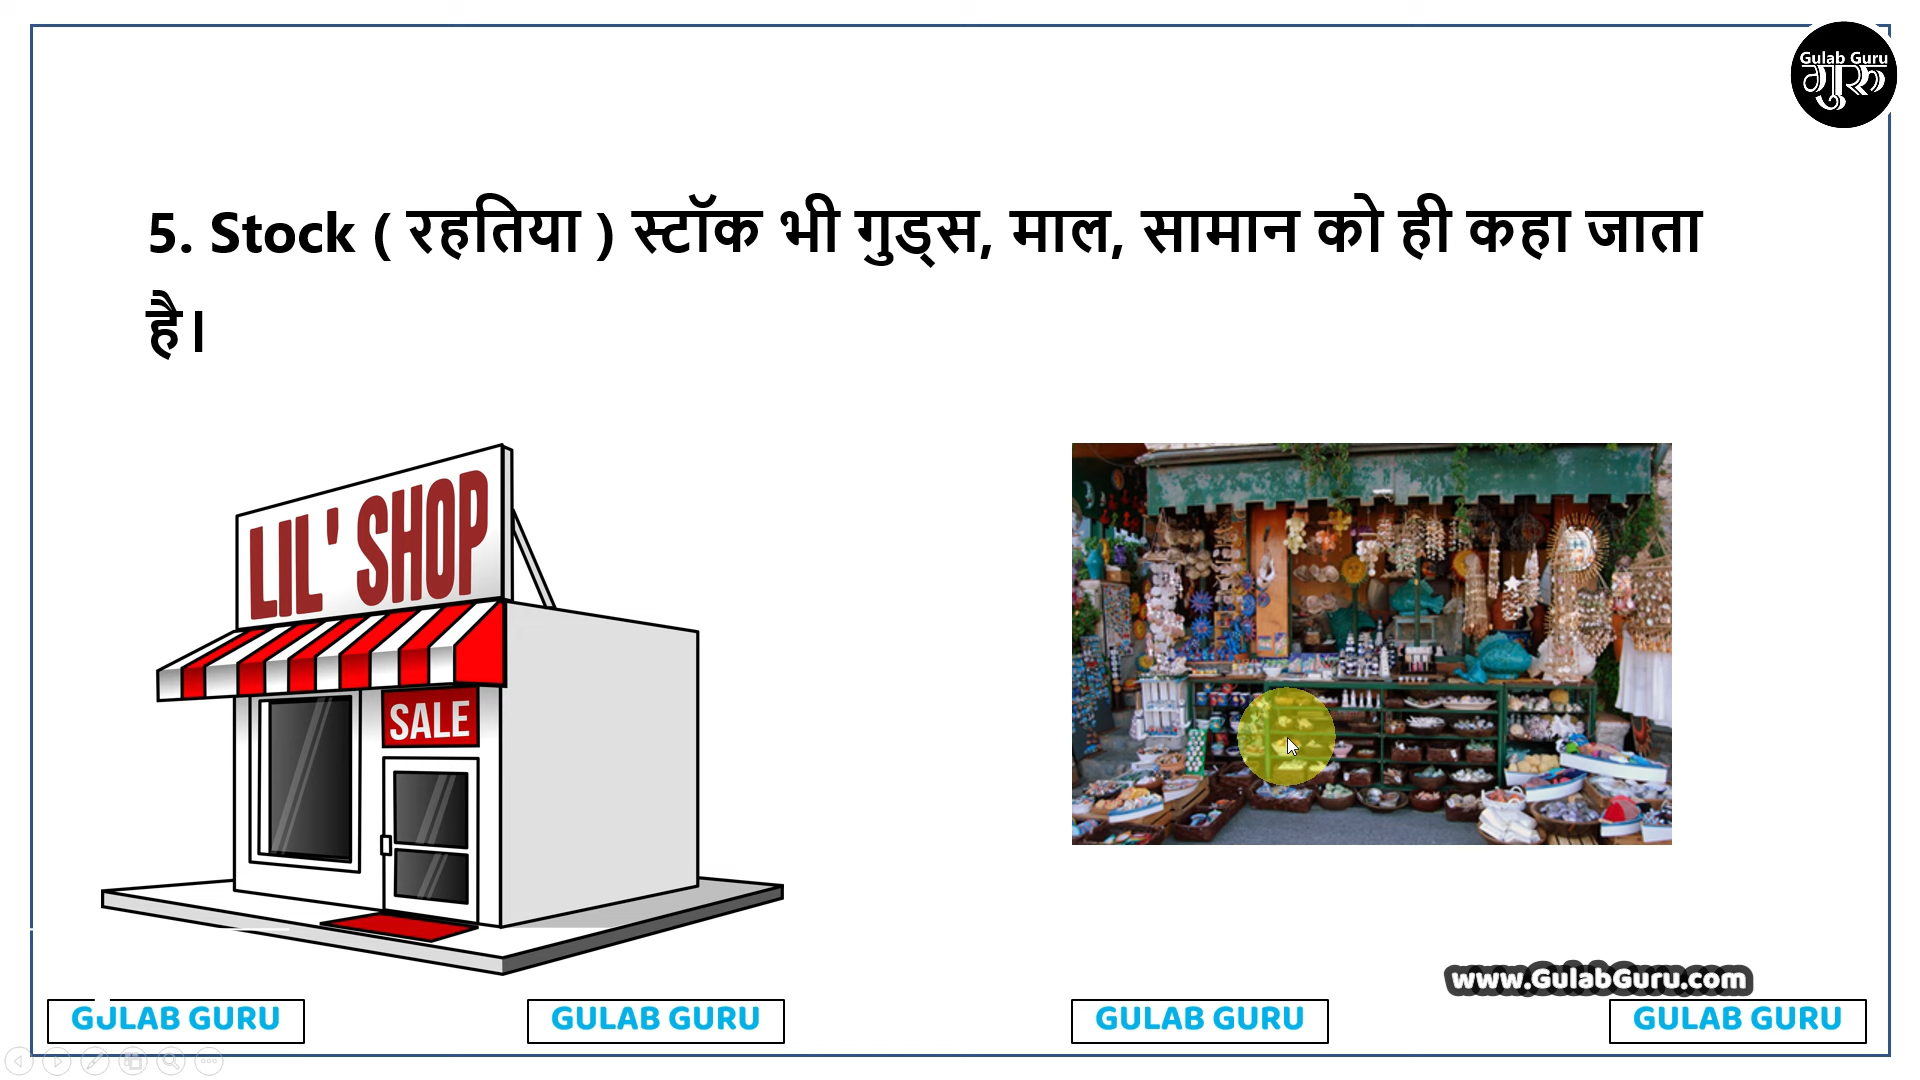 Gulab Guru
गुरु
5. Stock ( रहतिया ) स्टॉक भी गुड्स, माल, सामान को ही कहा जाता
है।
LIL' SHOP
SALE
www.GulabGuru.com
GULAB GURU
GULAB GURU
GULAB GURU
GULAB GURU